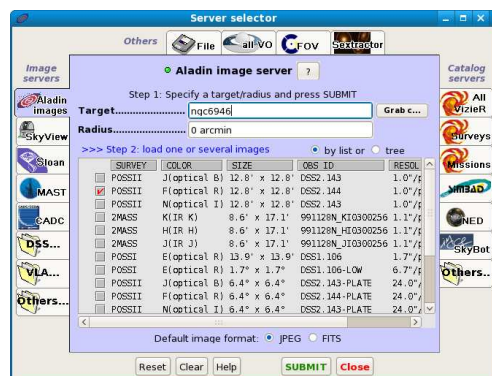 Server selector
Others File all-VO FOV Sextractor
Image servers
Catalog servers
Aladin image server ?
Aladin images
SkyView
Sloan
MAST
CADC
DSS...
VLA...
Others...
All VizieR
Surveys
Missions
SIMBAD
NED
SkyBot
Others..
Step 1: Specify a target/radius and press SUBMIT
Target....................... ngc6946 Grab c...
Radius........................ 0 arcmin
>>> Step 2: load one or several images by list or tree
SURVEY COLOR SIZE OBS ID RESOL
POSSII J(optical B) 12.8' x 12.8' DSS2.143 1.0"/p
POSSII F(optical R) 12.8' x 12.8' DSS2.144 1.0"/p
POSSII N(optical I) 12.8' x 12.8' DSS2.143 1.0"/p
2MASS K(IR K) 8.6' x 17.1' 991128N_KI0300256 1.1"/p
2MASS H(IR H) 8.6' x 17.1' 991128N_HI0300256 1.1"/p
2MASS J(IR J) 8.6' x 17.1' 991128N_JI0300256 1.1"/p
POSSI E(optical R) 13.9' x 13.9' DSS1.106 1.7"/p
POSSI E(optical R) 1.7° x 1.7° DSS1.106-LOW 6.7"/p
POSSII J(optical B) 6.4° x 6.4° DSS2.143-PLATE 24.0"/
POSSII F(optical R) 6.4° x 6.4° DSS2.144-PLATE 24.0"/
POSSII N(optical I) 6.4° x 6.4° DSS2.143-PLATE 24.0"/
Default image format: JPEG FITS
Reset Clear Help SUBMIT Close